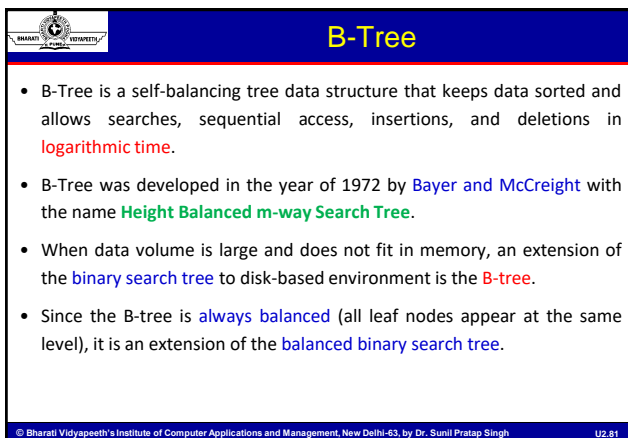 BHARATI
VIDYAPEETH
PUNE
B-Tree
• B-Tree is a self-balancing tree data structure that keeps data sorted and
allows searches, sequential access, insertions, and deletions in
logarithmic time.
• B-Tree was developed in the year of 1972 by Bayer and McCreight with
the name Height Balanced m-way Search Tree.
• When data volume is large and does not fit in memory, an extension of
the binary search tree to disk-based environment is the B-tree.
• Since the B-tree is always balanced (all leaf nodes appear at the same
level), it is an extension of the balanced binary search tree.
© Bharati Vidyapeeth's Institute of Computer Applications and Management, New Delhi-63, by Dr. Sunil Pratap Singh
U2.81